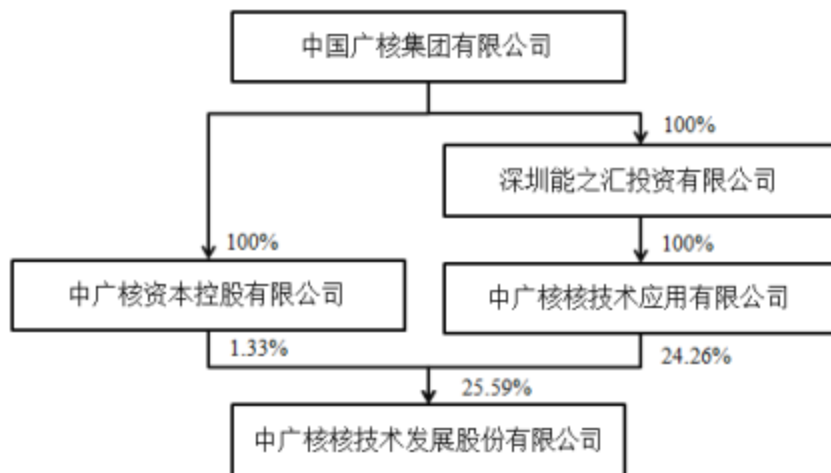 中国广核集团有限公司
100%
深圳能之汇投资有限公司
100%
100%
中广核资本控股有限公司
中广核核技术应用有限公司
1.33%
24.26%
25.59%
中广核核技术发展股份有限公司